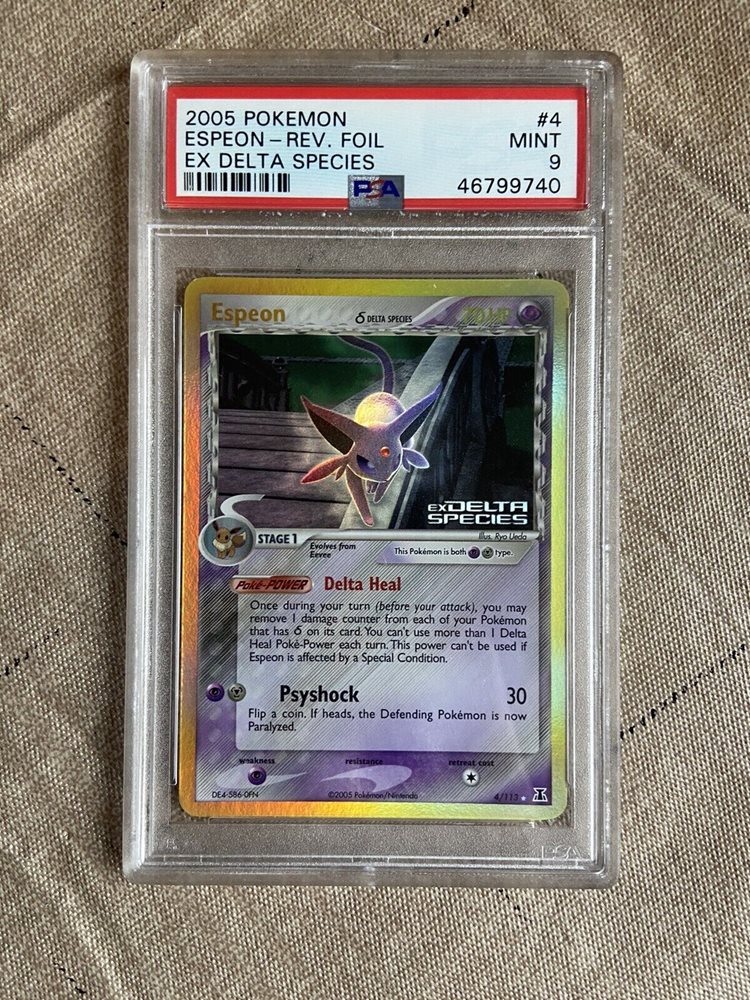 2005 POKEMON #4
ESPEON-REV. FOIL MINT
EX DELTA SPECIES 9
PSA 46799740
Espeon δ DELTA SPECIES 70 HP
EX DELTA
SPECIES
STAGE 1
Illus. Ryo Ueda
Evolves from
Eevee
This Pokémon is both type.
Poké-POWER Delta Heal
Once during your turn (before your attack), you may
remove 1 damage counter from each of your Pokémon
that has δ on its card. You can't use more than 1 Delta
Heal Poké-Power each turn. This power can't be used if
Espeon is affected by a Special Condition.
Psyshock 30
Flip a coin. If heads, the Defending Pokémon is now
Paralyzed.
weakness resistance retreat cost
DE4-586-0FN ©2005 Pokémon/Nintendo 4/113 ★